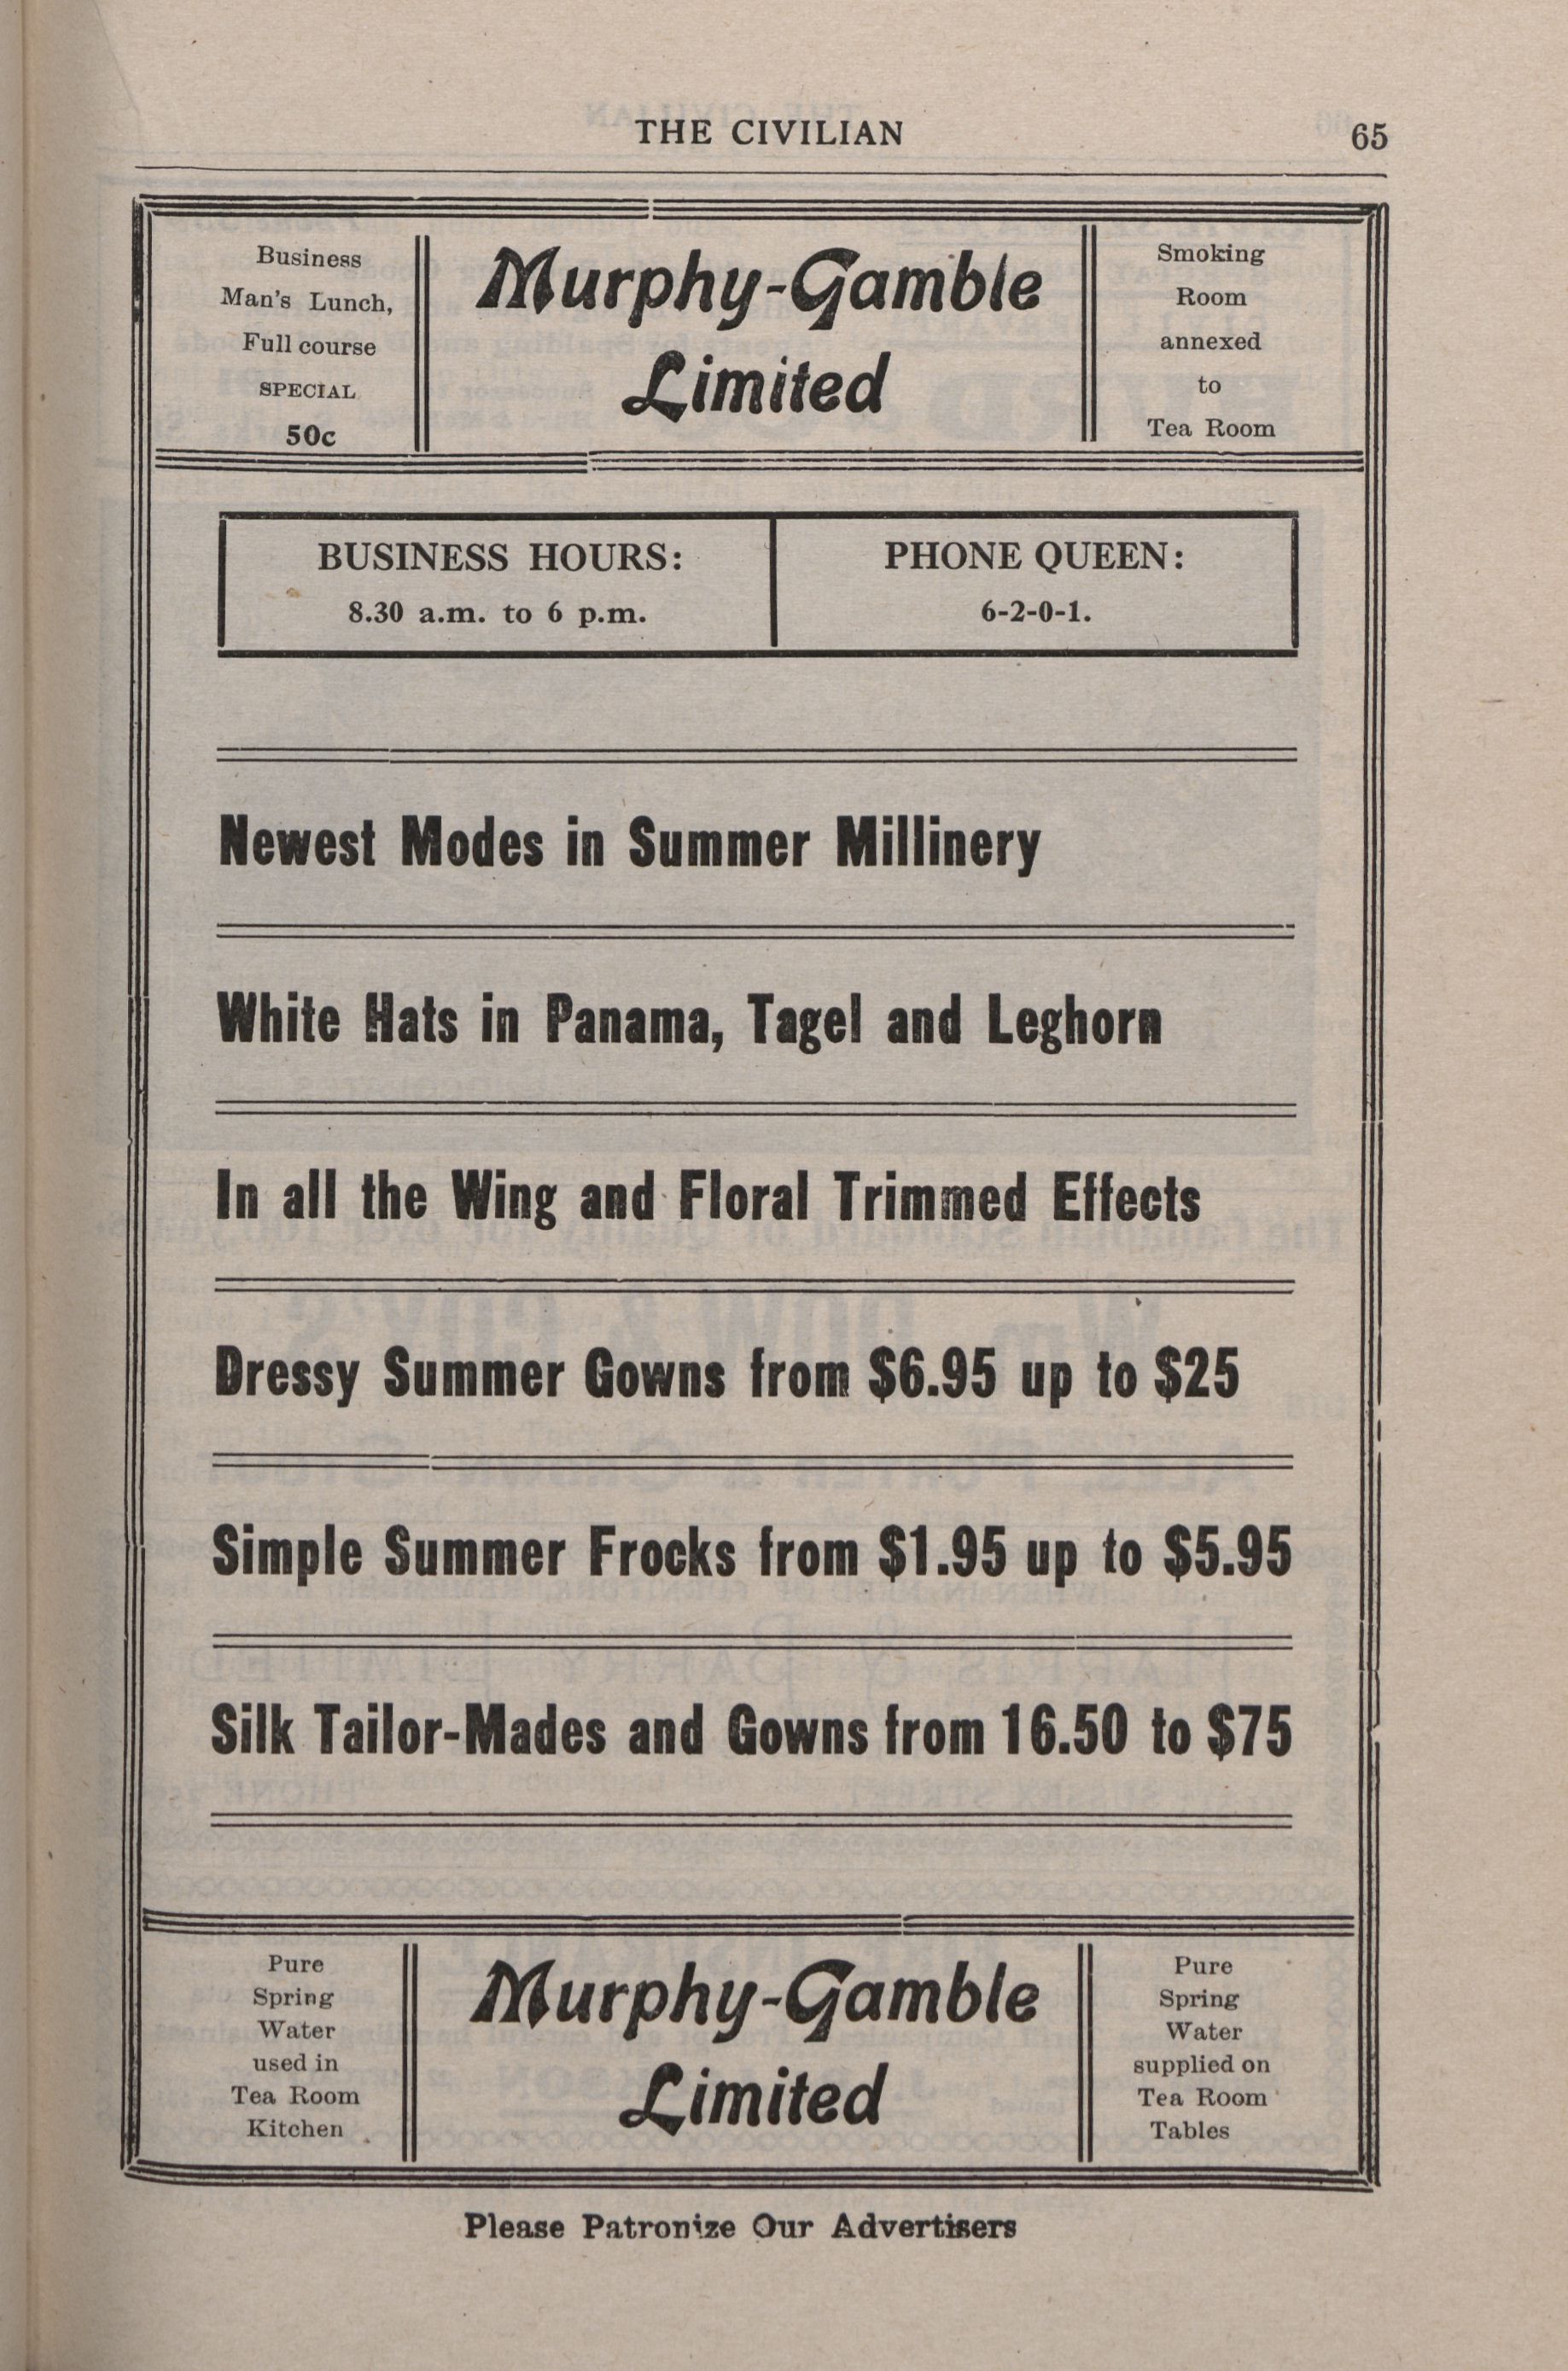 THE CIVILIAN 65
Business
Man's Lunch,
Full course
SPECIAL
50c
Murphy-Gamble
Limited
Smoking
Room
annexed
to
Tea Room
BUSINESS HOURS:
8.30 a.m. to 6 p.m.
PHONE QUEEN:
6-2-0-1.
Newest Modes in Summer Millinery
White Hats in Panama, Tagel and Leghorn
In all the Wing and Floral Trimmed Effects
Dressy Summer Gowns from $6.95 up to $25
Simple Summer Frocks from $1.95 up to $5.95
Silk Tailor-Mades and Gowns from 16.50 to $75
Pure
Spring
Water
used in
Tea Room
Kitchen
Murphy-Gamble
Limited
Pure
Spring
Water
supplied on
Tea Room
Tables
Please Patronize Our Advertisers